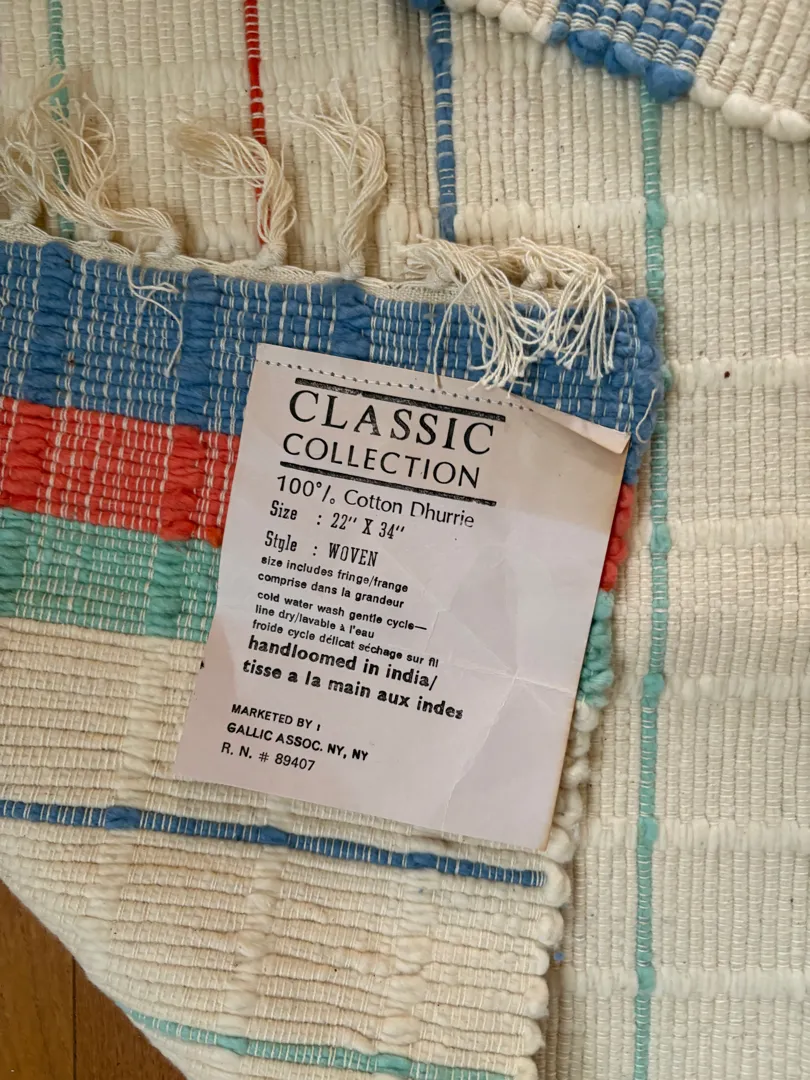 CLASSIC
COLLECTION
100% Cotton Dhurrie
Size : 22" X 34"
Style : WOVEN
size includes fringe/frange
comprise dans la grandeur
cold water wash gentle cycle—
line dry/lavable à l'eau
froide cycle délicat séchage sur fil
handloomed in india/
tisse a la main aux indes
MARKETED BY :
GALLIC ASSOC. NY, NY
R. N. # 89407